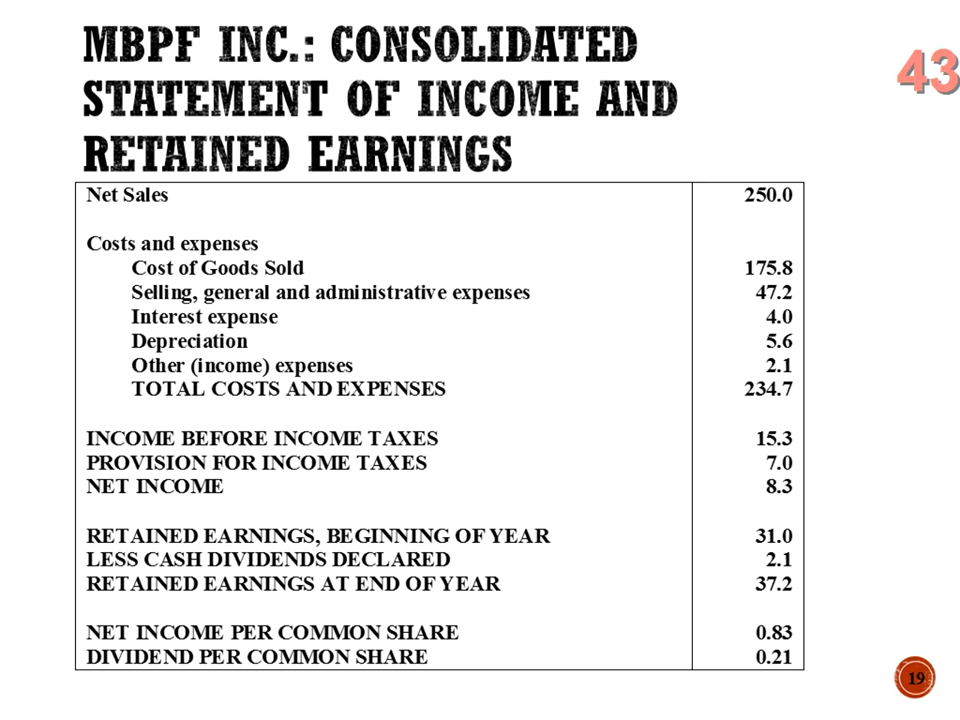 MBPF INC.: CONSOLIDATED
STATEMENT OF INCOME AND
RETAINED EARNINGS
43
Net Sales 250.0
Costs and expenses
Cost of Goods Sold 175.8
Selling, general and administrative expenses 47.2
Interest expense 4.0
Depreciation 5.6
Other (income) expenses 2.1
TOTAL COSTS AND EXPENSES 234.7
INCOME BEFORE INCOME TAXES 15.3
PROVISION FOR INCOME TAXES 7.0
NET INCOME 8.3
RETAINED EARNINGS, BEGINNING OF YEAR 31.0
LESS CASH DIVIDENDS DECLARED 2.1
RETAINED EARNINGS AT END OF YEAR 37.2
NET INCOME PER COMMON SHARE 0.83
DIVIDEND PER COMMON SHARE 0.21
19